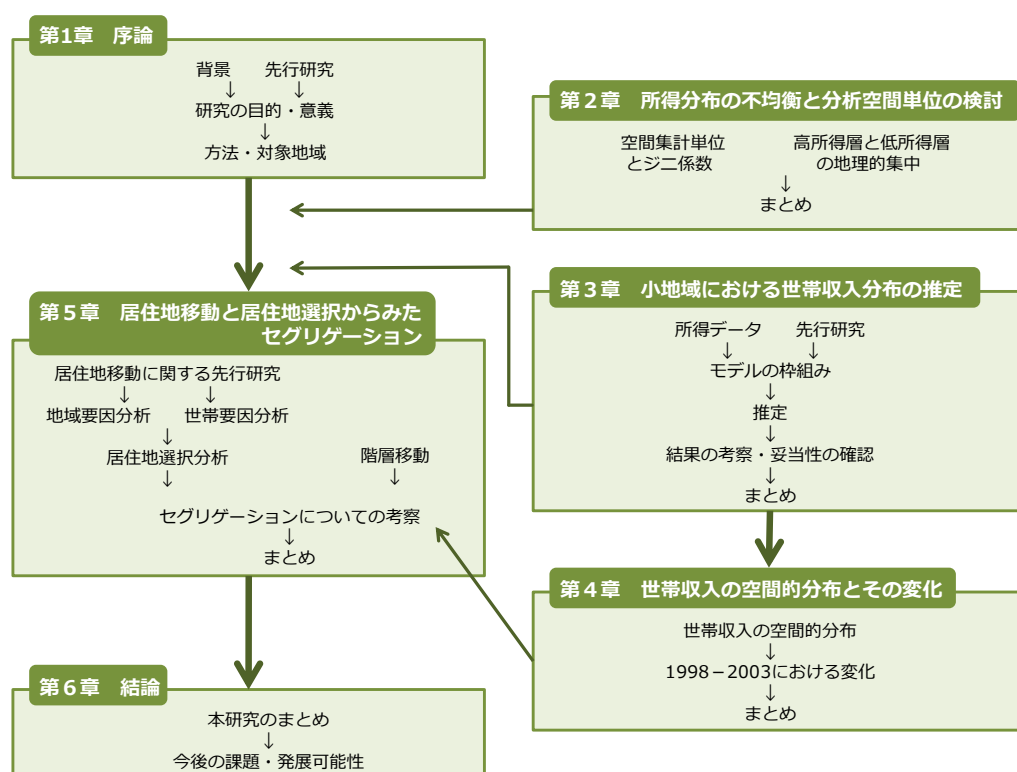 第1章 序論
背景 先行研究
↓ ↓
研究の目的・意義
↓
方法・対象地域
第２章 所得分布の不均衡と分析空間単位の検討
空間集計単位
とジニ係数
高所得層と低所得層
の地理的集中
↓
まとめ
第３章 小地域における世帯収入分布の推定
所得データ 先行研究
↓ ↓
モデルの枠組み
↓
推定
↓
結果の考察・妥当性の確認
↓
まとめ
第４章 世帯収入の空間的分布とその変化
世帯収入の空間的分布
↓
1998－2003における変化
↓
まとめ
第５章 居住地移動と居住地選択からみた
セグリゲーション
居住地移動に関する先行研究
↓ ↓
地域要因分析 世帯要因分析
↓
居住地選択分析 階層移動
↓ ↓
セグリゲーションについての考察
↓
まとめ
第６章 結論
本研究のまとめ
↓
今後の課題・発展可能性